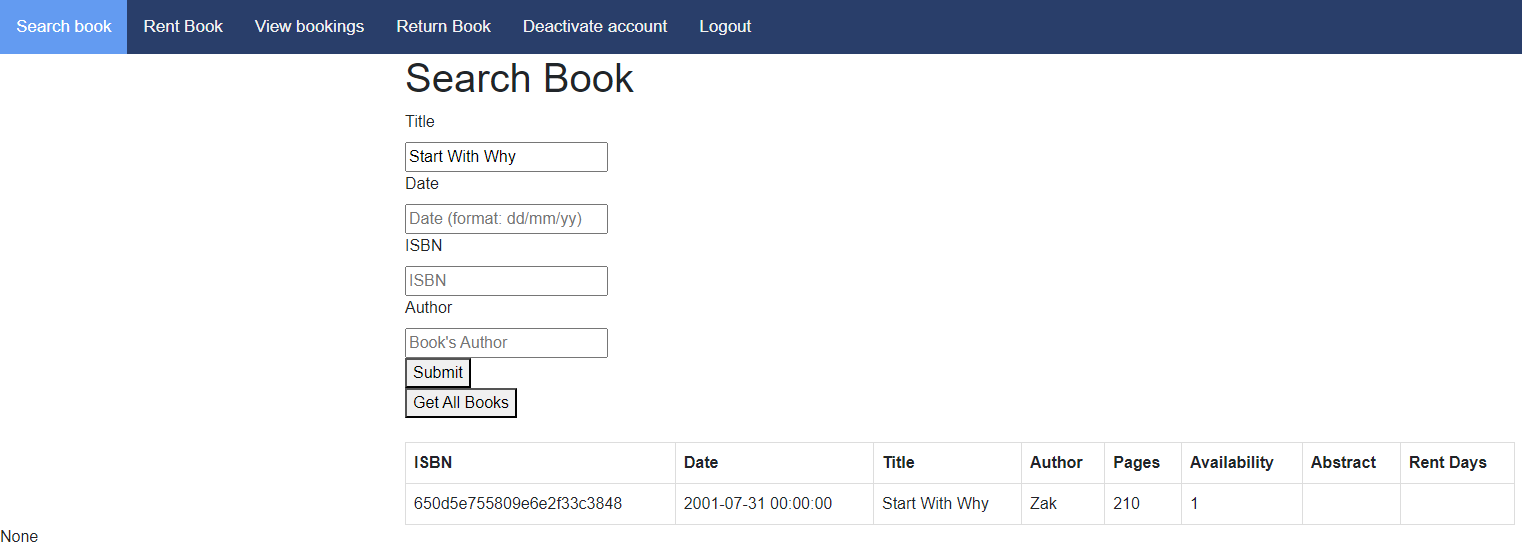 Search book Rent Book View bookings Return Book Deactivate account Logout
Search Book
Title
Start With Why
Date
Date (format: dd/mm/yy)
ISBN
ISBN
Author
Book's Author
Submit
Get All Books
ISBN Date Title Author Pages Availability Abstract Rent Days
650d5e755809e6e2f33c3848 2001-07-31 00:00:00 Start With Why Zak 210 1
None